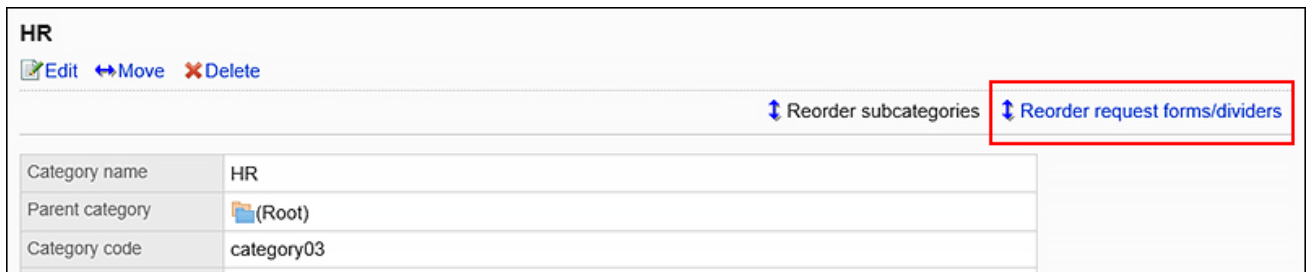 HR
Edit Move Delete
Reorder subcategories Reorder request forms/dividers
Category name HR
Parent category (Root)
Category code category03